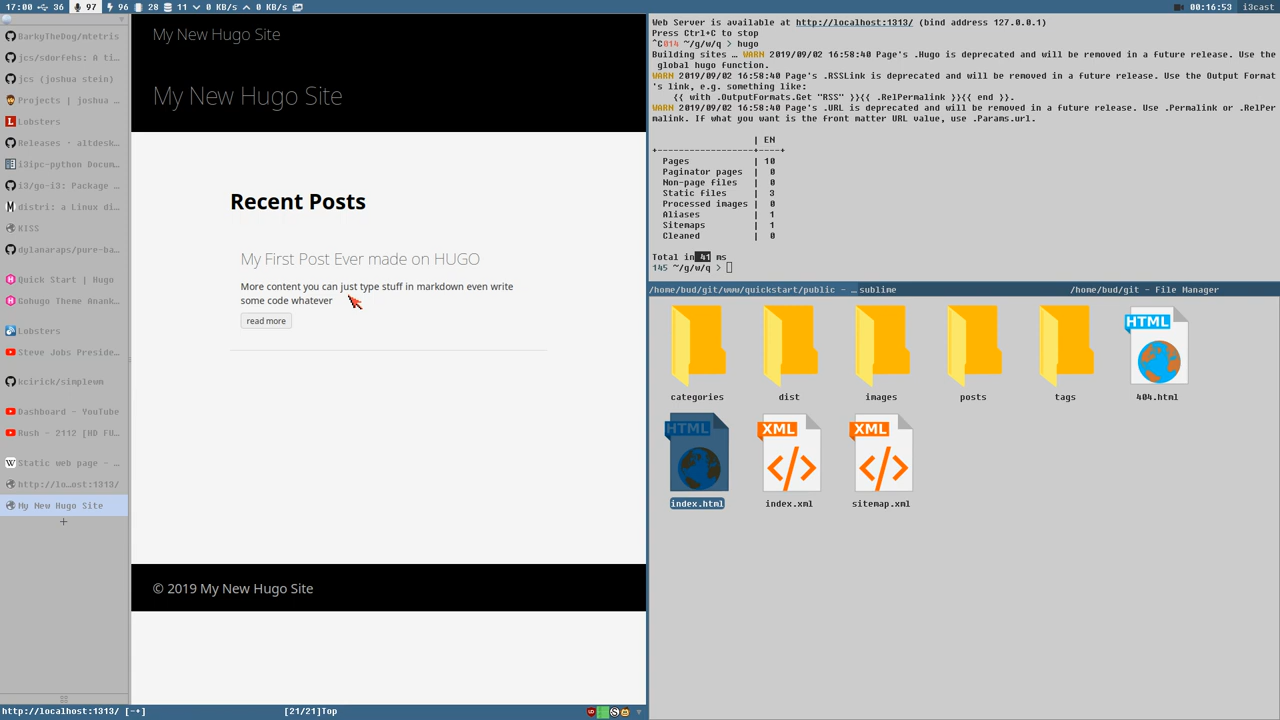 17:00 36 97 96 28 11 0 KB/s 0 KB/s
00:16:53 i3cast
DarkyTheDog/mtetris
jcs/sdorfehs: A ti…
jcs (joshua stein)
Projects | joshua …
Lobsters
Releases · altdesk…
i3ipc-python Docum…
i3/go-i3: Package …
distri: a Linux di…
KISS
dylanaraps/pure-ba…
Quick Start | Hugo
Gohugo Theme Anank…
Lobsters
Steve Jobs Preside…
kcirick/simplewm
Dashboard - YouTube
Rush - 2112 [HD FU…
Static web page - …
http://lo…ost:1313/
My New Hugo Site
+
My New Hugo Site
My New Hugo Site
Recent Posts
My First Post Ever made on HUGO
More content you can just type stuff in markdown even write
some code whatever
read more
© 2019 My New Hugo Site
http://localhost:1313/ [-+]
[21/21]Top
Web Server is available at http://localhost:1313/ (bind address 127.0.0.1)
Press Ctrl+C to stop
^C014 ~/g/w/q > hugo
Building sites … WARN 2019/09/02 16:58:40 Page's .Hugo is deprecated and will be removed in a future release. Use the
global hugo function.
WARN 2019/09/02 16:58:40 Page's .RSSLink is deprecated and will be removed in a future release. Use the Output Format
's link, e.g. something like:
{{ with .OutputFormats.Get "RSS" }}{{ .RelPermalink }}{{ end }}.
WARN 2019/09/02 16:58:40 Page's .URL is deprecated and will be removed in a future release. Use .Permalink or .RelPer
malink. If what you want is the front matter URL value, use .Params.url.
| EN
+------------------+----+
Pages | 10
Paginator pages | 0
Non-page files | 0
Static files | 3
Processed images | 0
Aliases | 1
Sitemaps | 1
Cleaned | 0
Total in 41 ms
145 ~/g/w/q >
/home/bud/git/www/quickstart/public - … sublime /home/bud/git - File Manager
HTML
categories dist images posts tags 404.html
HTML XML XML
index.html index.xml sitemap.xml